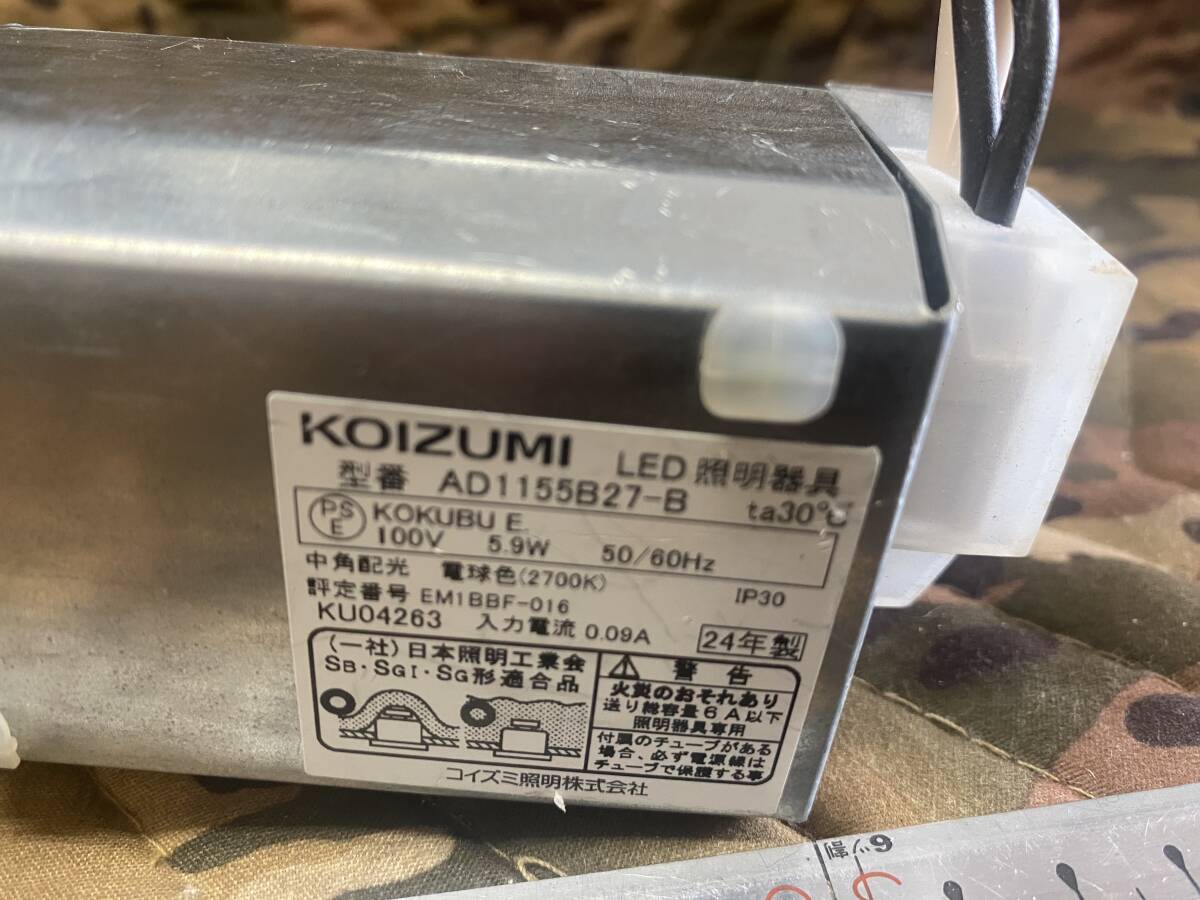 KOIZUMI LED 照明器具
型番 AD1155B27-B ta30℃
PS
E
KOKUBU E.
100V 5.9W 50/60Hz
中角配光 電球色(2700K) IP30
評定番号 EM1BBF-016
KU04263 入力電流 0.09A 24年製
(一社)日本照明工業会
SB・SGI・SG形適合品
警告
火災のおそれあり
送り総容量6A以下
照明器具専用
付属のチューブがある
場合、必ず電源線は
チューブで保護する事
コイズミ照明株式会社
6ツ割